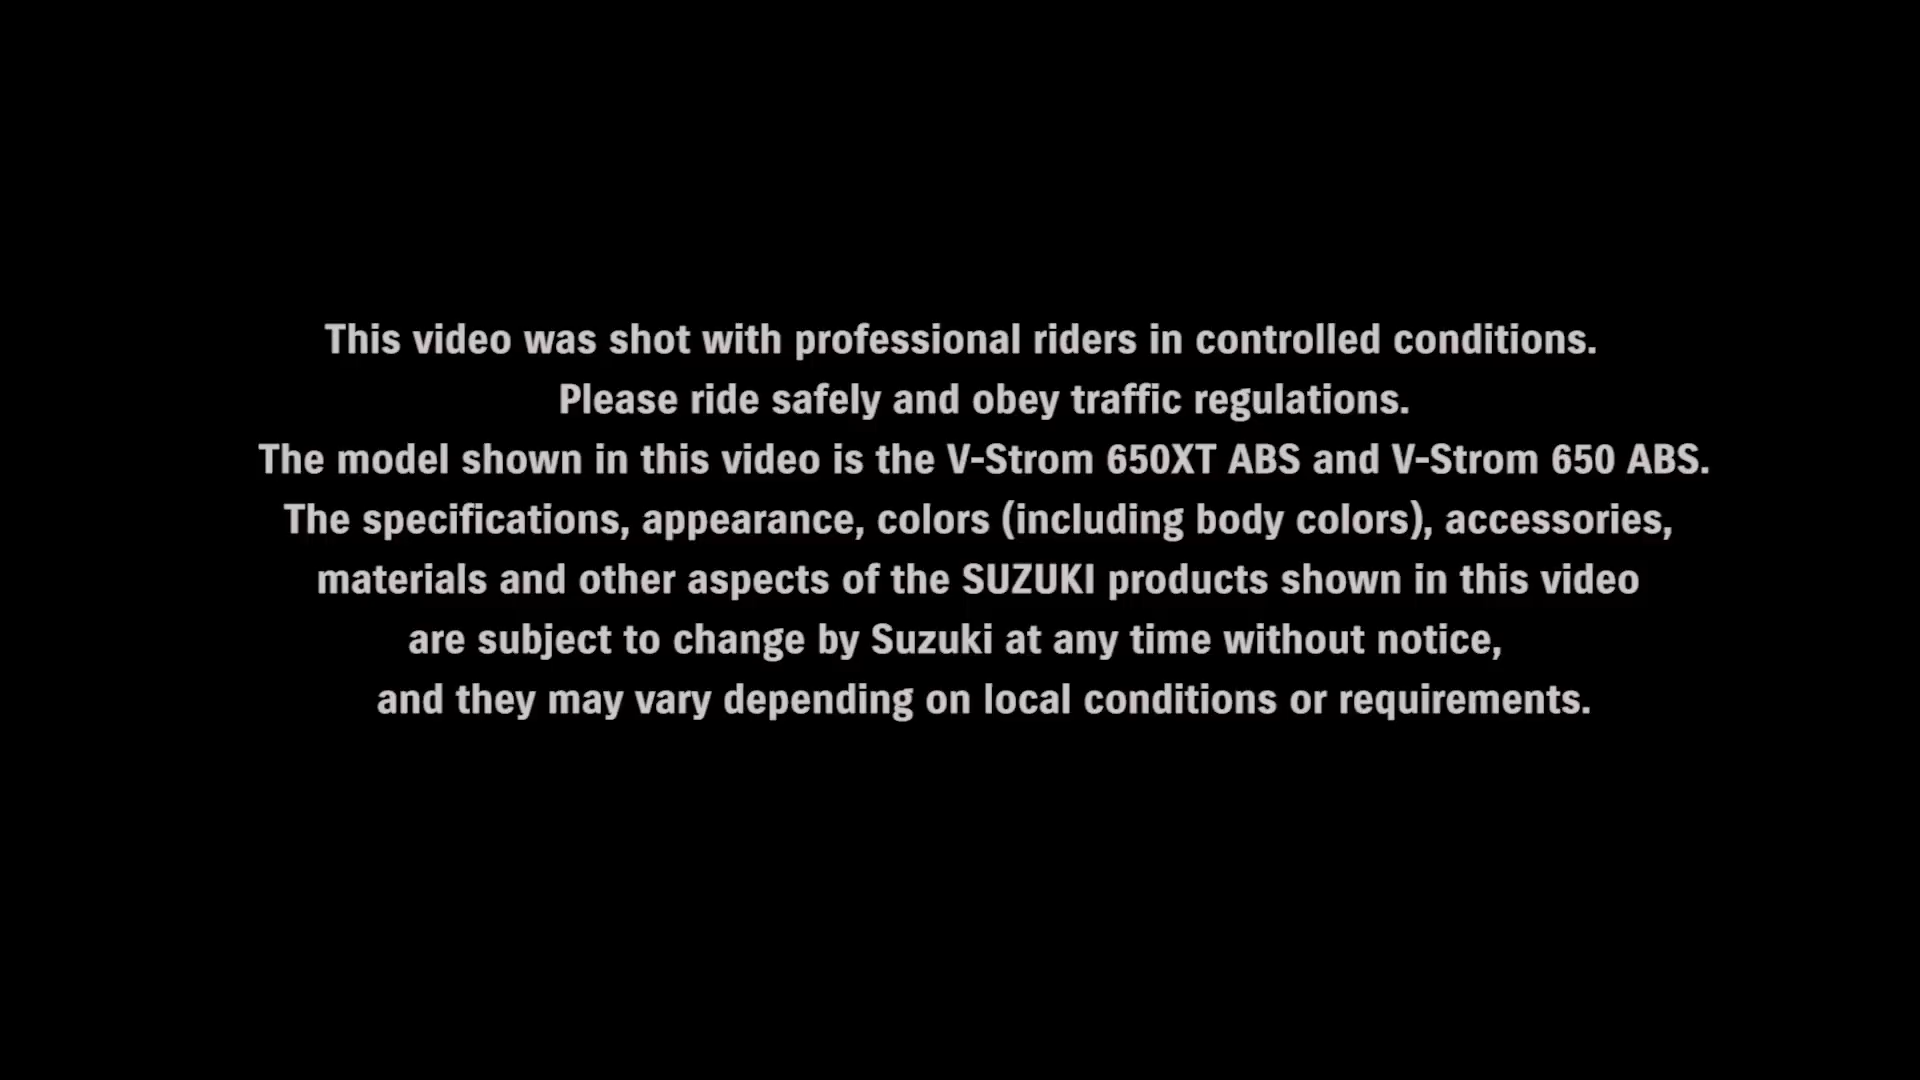 This video was shot with professional riders in controlled conditions.
Please ride safely and obey traffic regulations.
The model shown in this video is the V-Strom 650XT ABS and V-Strom 650 ABS.
The specifications, appearance, colors (including body colors), accessories,
materials and other aspects of the SUZUKI products shown in this video
are subject to change by Suzuki at any time without notice,
and they may vary depending on local conditions or requirements.